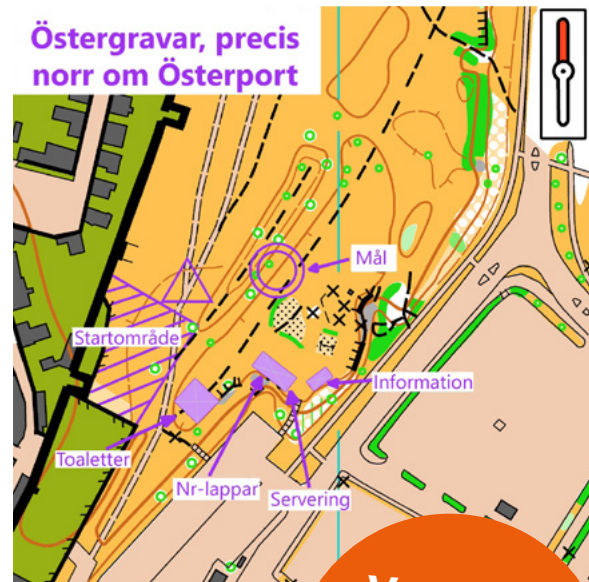 Östergravar, precis
norr om Österport
Mål
Startområde
Information
Toaletter
Nr-lappar
Servering